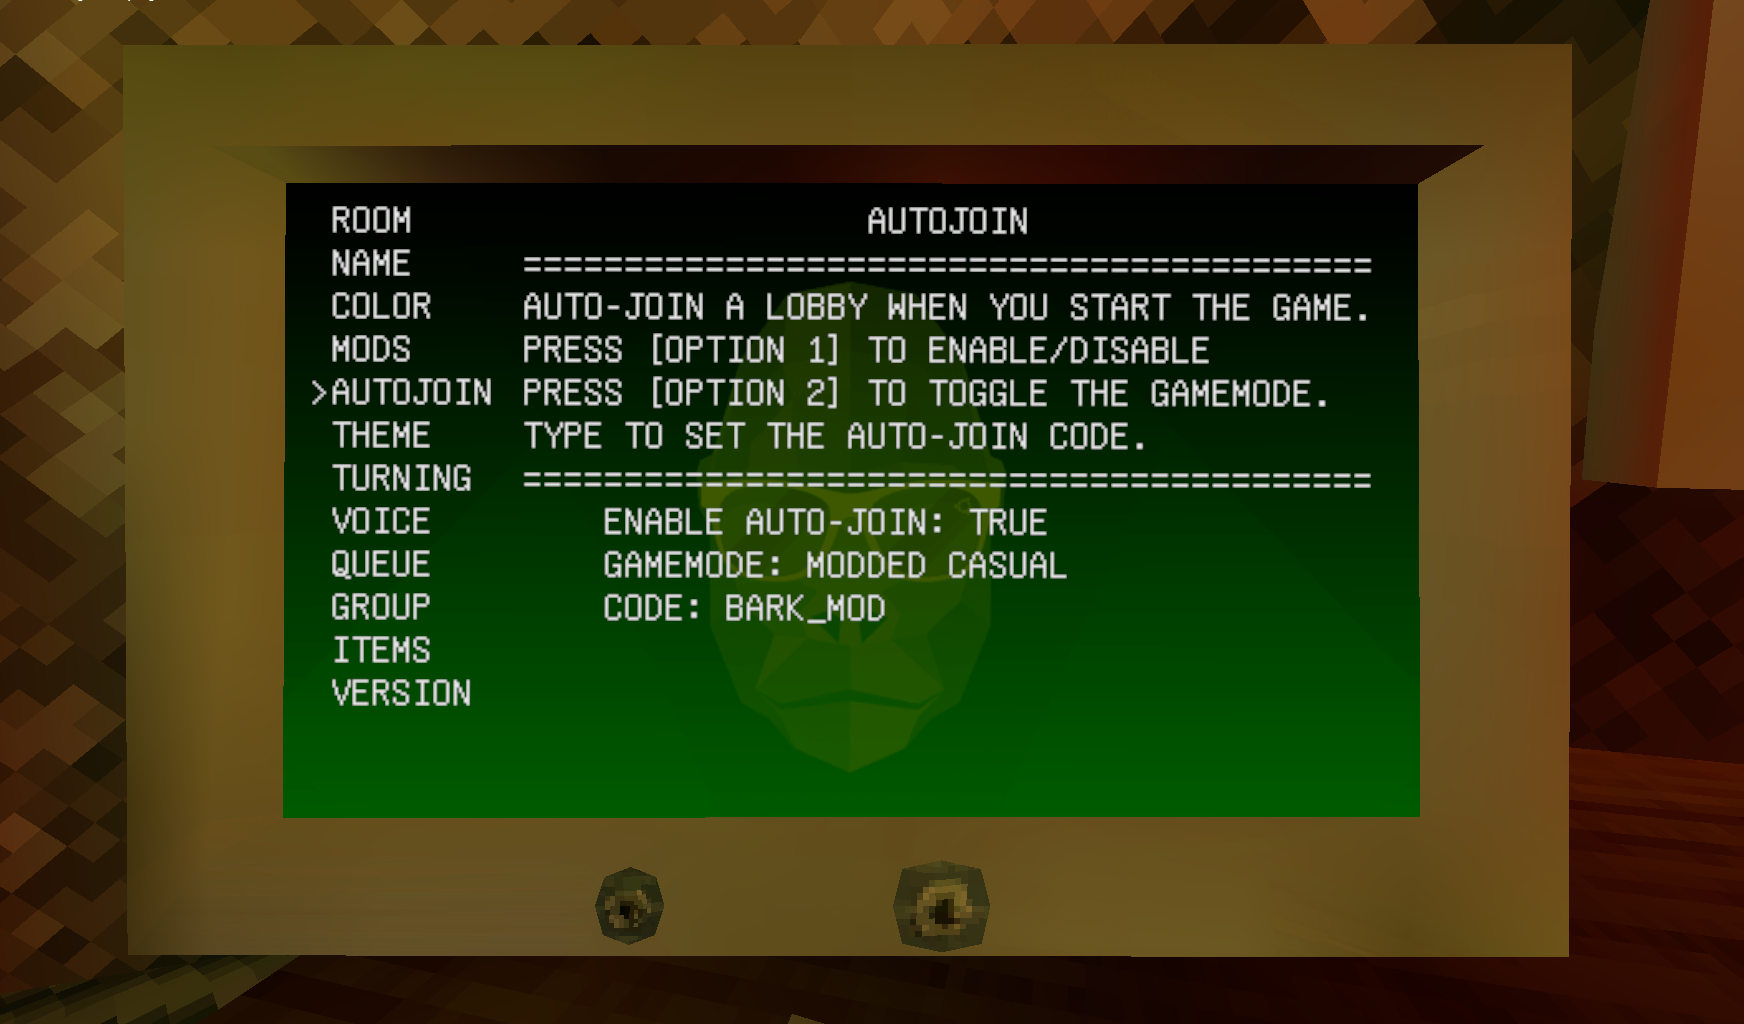 ROOM
NAME
COLOR
MODS
>AUTOJOIN
THEME
TURNING
VOICE
QUEUE
GROUP
ITEMS
VERSION
AUTOJOIN
==========================================
AUTO-JOIN A LOBBY WHEN YOU START THE GAME.
PRESS [OPTION 1] TO ENABLE/DISABLE
PRESS [OPTION 2] TO TOGGLE THE GAMEMODE.
TYPE TO SET THE AUTO-JOIN CODE.
==========================================
ENABLE AUTO-JOIN: TRUE
GAMEMODE: MODDED CASUAL
CODE: BARK_MOD